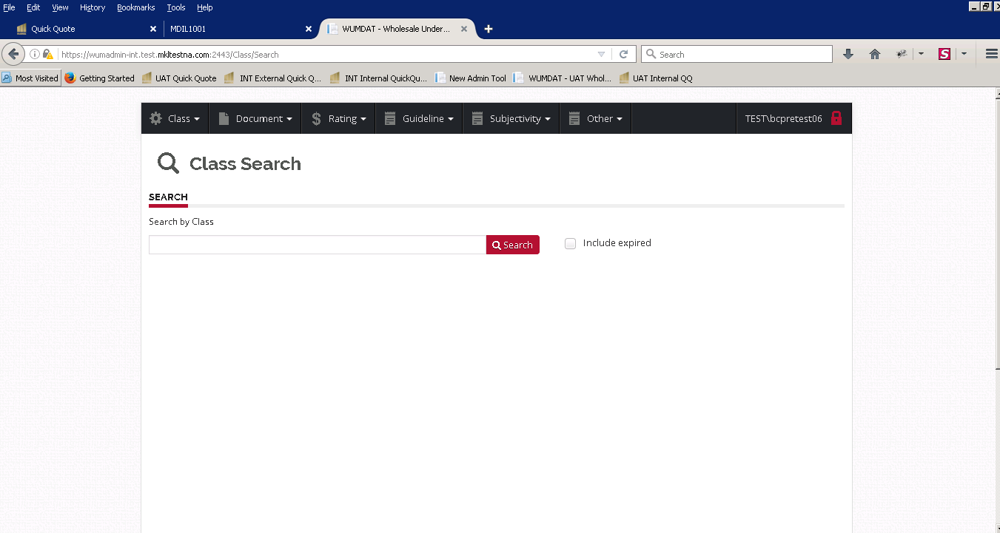 File Edit View History Bookmarks Tools Help
Quick Quote MDIL1001 WUMDAT - Wholesale Under...
https://wumadmin-int.test.mkltestna.com:2443/Class/Search Search S
Most Visited Getting Started UAT Quick Quote INT External Quick Q... INT Internal QuickQu... New Admin Tool WUMDAT - UAT Whol... UAT Internal QQ
Class Document $ Rating Guideline Subjectivity Other TEST\bcpretest06
Class Search
SEARCH
Search by Class
Search Include expired